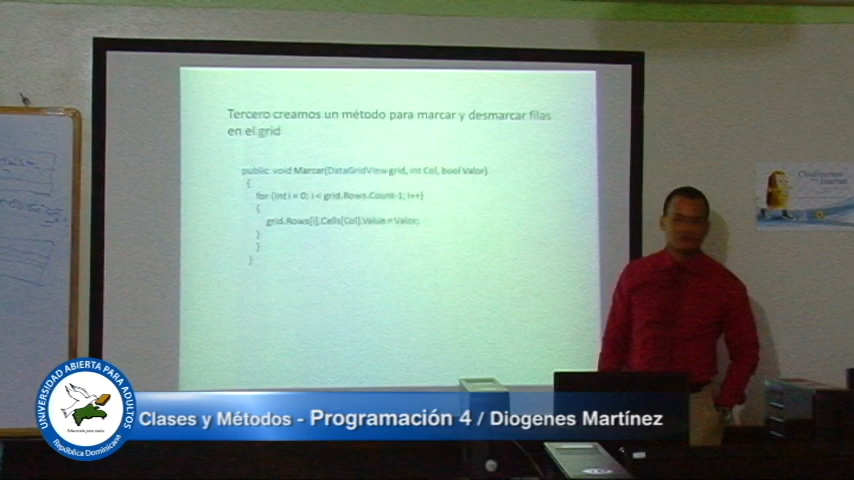 Tercero creamos un método para marcar y desmarcar filas
en el grid
public void Marcar(DataGridView grid, int Col, bool Valor)
{
for (int i = 0; i < grid.Rows.Count-1; i++)
{
grid.Rows[i].Cells[Col].Value = Valor;
}
}
}
UNIVERSIDAD ABIERTA PARA ADULTOS
República Dominicana
Clases y Métodos - Programación 4 / Diogenes Martínez